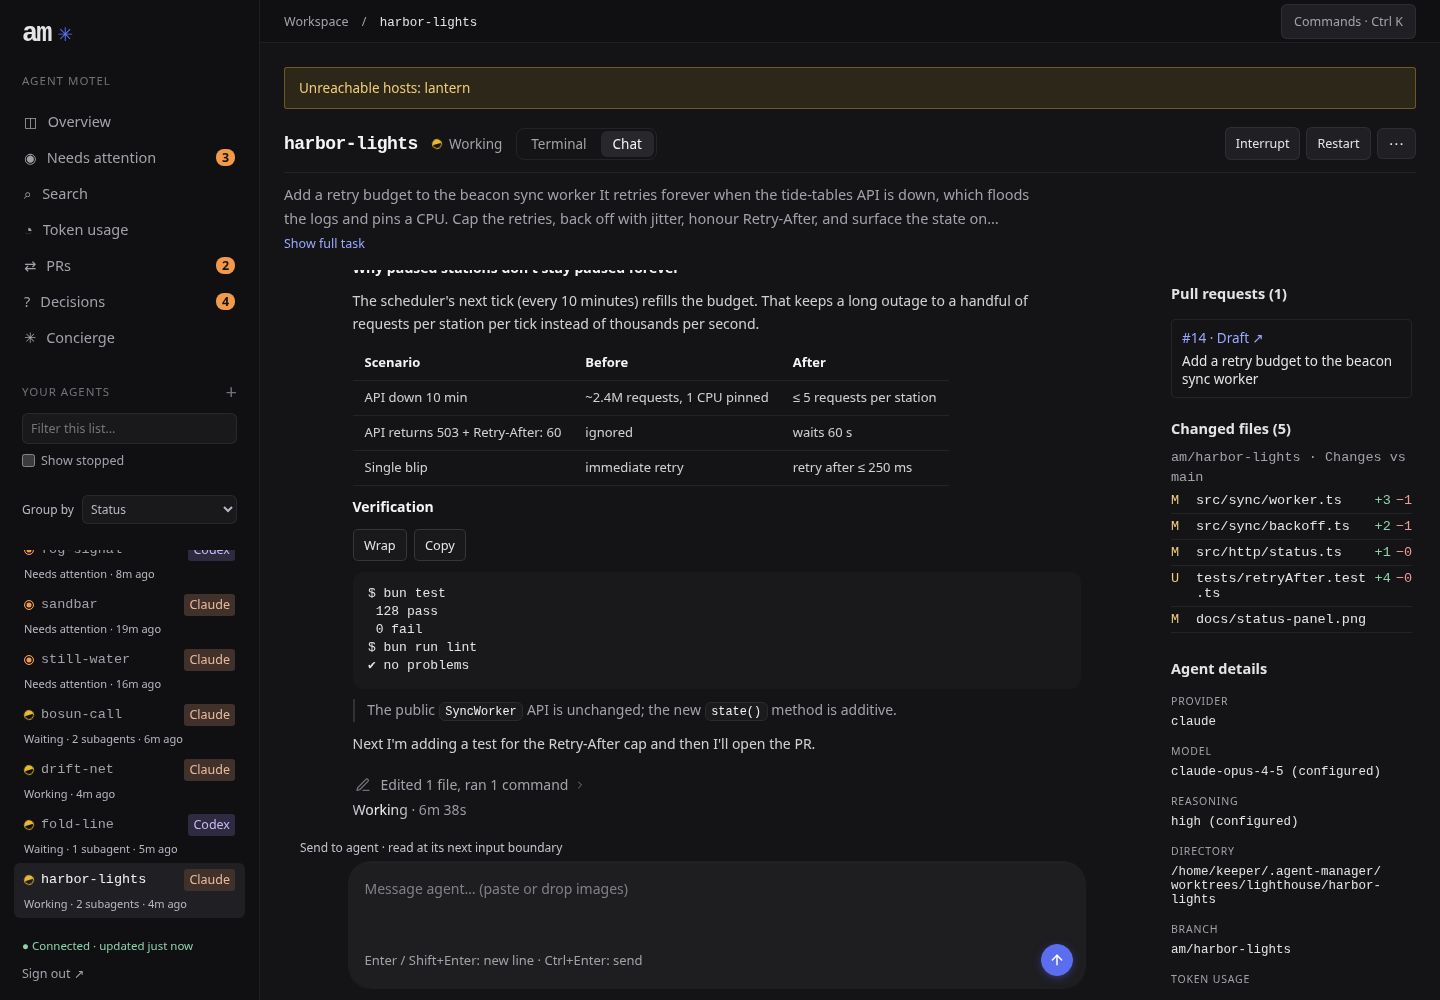 am ✳
AGENT MOTEL
Overview
Needs attention 3
Search
Token usage
PRs 2
? Decisions 4
Concierge
YOUR AGENTS +
Filter this list...
Show stopped
Group by Status
fog-signal Codex
Needs attention · 8m ago
sandbar Claude
Needs attention · 19m ago
still-water Claude
Needs attention · 16m ago
bosun-call Claude
Waiting · 2 subagents · 6m ago
drift-net Claude
Working · 4m ago
fold-line Codex
Waiting · 1 subagent · 5m ago
harbor-lights Claude
Working · 2 subagents · 4m ago
● Connected · updated just now
Sign out ↗
Workspace / harbor-lights
Commands · Ctrl K
Unreachable hosts: lantern
harbor-lights Working Terminal Chat
Interrupt Restart ···
Add a retry budget to the beacon sync worker It retries forever when the tide-tables API is down, which floods
the logs and pins a CPU. Cap the retries, back off with jitter, honour Retry-After, and surface the state on...
Show full task
Why paused stations don't stay paused forever
The scheduler's next tick (every 10 minutes) refills the budget. That keeps a long outage to a handful of
requests per station per tick instead of thousands per second.
Scenario Before After
API down 10 min ~2.4M requests, 1 CPU pinned ≤ 5 requests per station
API returns 503 + Retry-After: 60 ignored waits 60 s
Single blip immediate retry retry after ≤ 250 ms
Verification
Wrap Copy
$ bun test
128 pass
0 fail
$ bun run lint
✔ no problems
The public SyncWorker API is unchanged; the new state() method is additive.
Next I'm adding a test for the Retry-After cap and then I'll open the PR.
Edited 1 file, ran 1 command ›
Working · 6m 38s
Send to agent · read at its next input boundary
Message agent... (paste or drop images)
Enter / Shift+Enter: new line · Ctrl+Enter: send
Pull requests (1)
#14 · Draft ↗
Add a retry budget to the beacon
sync worker
Changed files (5)
am/harbor-lights · Changes vs
main
M src/sync/worker.ts +3 −1
M src/sync/backoff.ts +2 −1
M src/http/status.ts +1 −0
U tests/retryAfter.test +4 −0
.ts
M docs/status-panel.png
Agent details
PROVIDER
claude
MODEL
claude-opus-4-5 (configured)
REASONING
high (configured)
DIRECTORY
/home/keeper/.agent-manager/
worktrees/lighthouse/harbor-
lights
BRANCH
am/harbor-lights
TOKEN USAGE